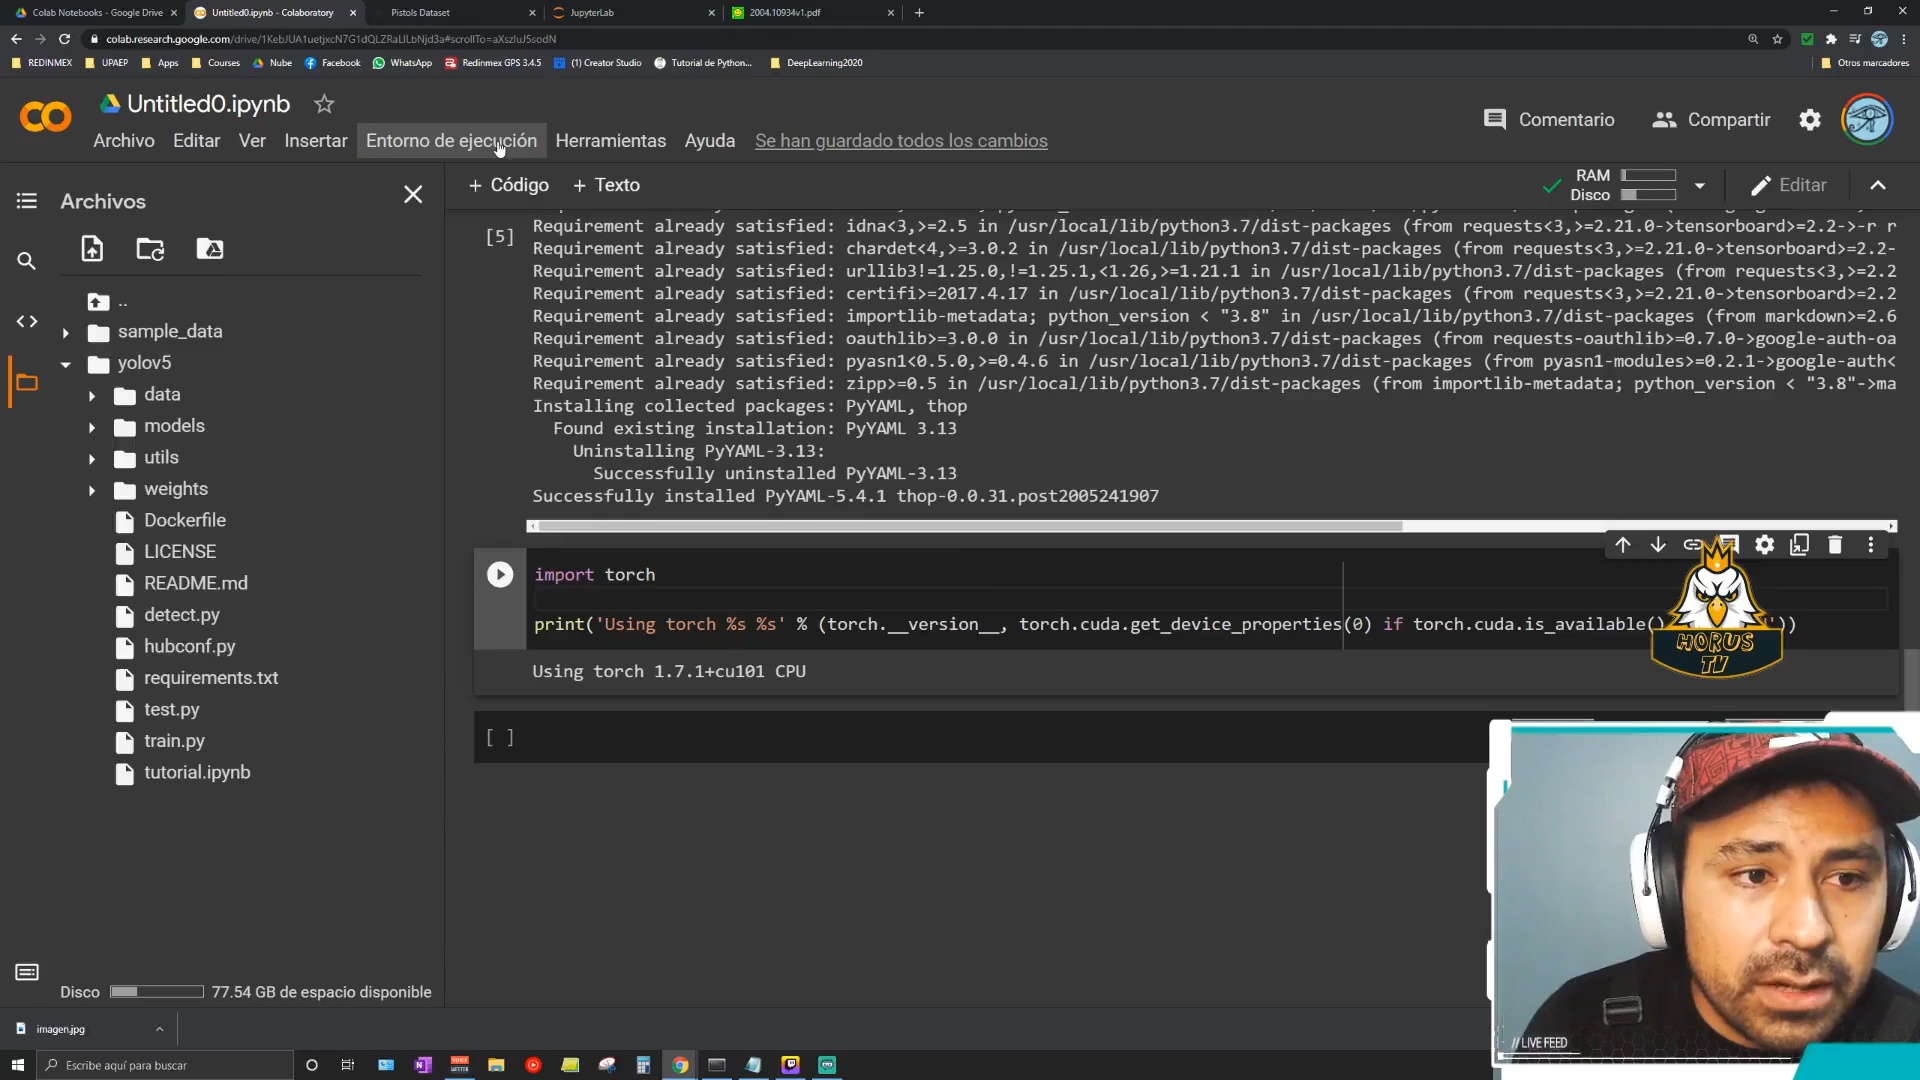 Colab Notebooks - Google Drive
Untitled0.ipynb - Colaboratory
Pistols Dataset
JupyterLab
2004.10934v1.pdf
colab.research.google.com/drive/1KebJUA1uetjxcN7G1dQLZRaLlLbNjd3a#scrollTo=aXszluJ5sodN
REDINMEX
UPAEP
Apps
Courses
Nube
Facebook
WhatsApp
Redinmex GPS 3.4.5
(1) Creator Studio
Tutorial de Python...
DeepLearning2020
Otros marcadores
Untitled0.ipynb
Comentario
Compartir
Archivo Editar Ver Insertar Entorno de ejecución Herramientas Ayuda Se han guardado todos los cambios
Archivos
+ Código + Texto
RAM
Disco
Editar
..
sample_data
yolov5
data
models
utils
weights
Dockerfile
LICENSE
README.md
detect.py
hubconf.py
requirements.txt
test.py
train.py
tutorial.ipynb
Disco 77.54 GB de espacio disponible
[5]
Requirement already satisfied: idna<3,>=2.5 in /usr/local/lib/python3.7/dist-packages (from requests<3,>=2.21.0->tensorboard>=2.2->-r r
Requirement already satisfied: chardet<4,>=3.0.2 in /usr/local/lib/python3.7/dist-packages (from requests<3,>=2.21.0->tensorboard>=2.2-
Requirement already satisfied: urllib3!=1.25.0,!=1.25.1,<1.26,>=1.21.1 in /usr/local/lib/python3.7/dist-packages (from requests<3,>=2.2
Requirement already satisfied: certifi>=2017.4.17 in /usr/local/lib/python3.7/dist-packages (from requests<3,>=2.21.0->tensorboard>=2.2
Requirement already satisfied: importlib-metadata; python_version < "3.8" in /usr/local/lib/python3.7/dist-packages (from markdown>=2.6
Requirement already satisfied: oauthlib>=3.0.0 in /usr/local/lib/python3.7/dist-packages (from requests-oauthlib>=0.7.0->google-auth-oa
Requirement already satisfied: pyasn1<0.5.0,>=0.4.6 in /usr/local/lib/python3.7/dist-packages (from pyasn1-modules>=0.2.1->google-auth<
Requirement already satisfied: zipp>=0.5 in /usr/local/lib/python3.7/dist-packages (from importlib-metadata; python_version < "3.8"->ma
Installing collected packages: PyYAML, thop
Found existing installation: PyYAML 3.13
Uninstalling PyYAML-3.13:
Successfully uninstalled PyYAML-3.13
Successfully installed PyYAML-5.4.1 thop-0.0.31.post2005241907
import torch
print('Using torch %s %s' % (torch.__version__, torch.cuda.get_device_properties(0) if torch.cuda.is_available() '))
Using torch 1.7.1+cu101 CPU
[ ]
HORUS
TV
// LIVE FEED
imagen.jpg
Escribe aquí para buscar